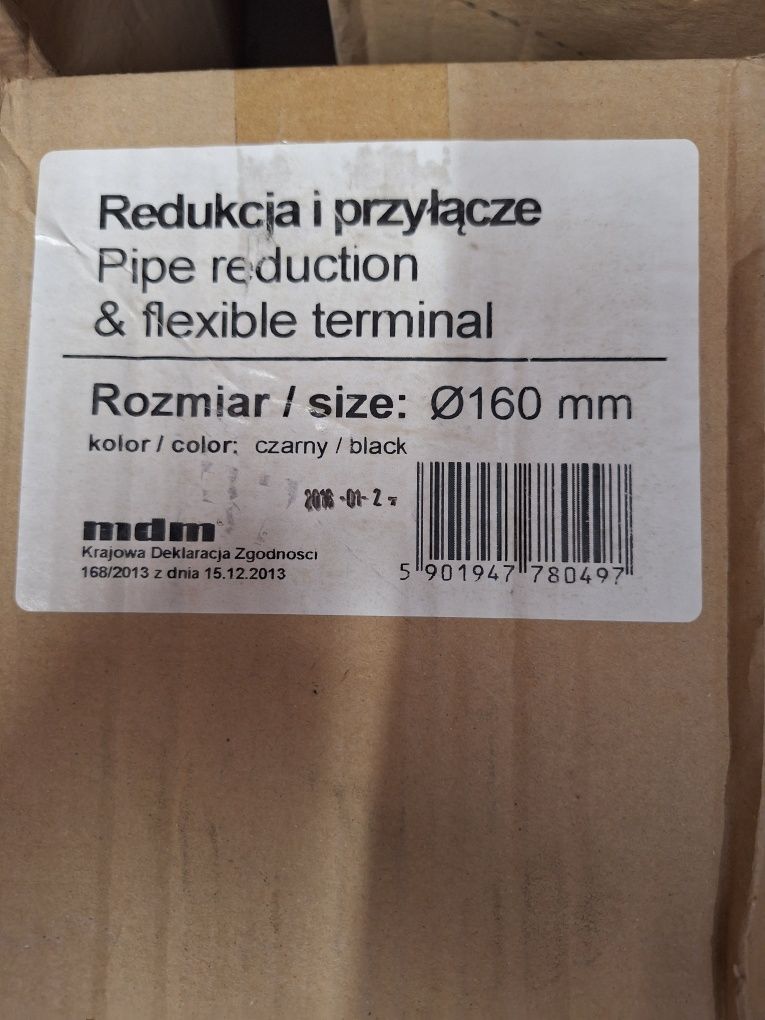 Redukcja i przyłącze
Pipe reduction
& flexible terminal
Rozmiar / size: Ø160 mm
kolor / color: czarny / black
mdm
Krajowa Deklaracja Zgodności
168/2013 z dnia 15.12.2013
5 901947 780497